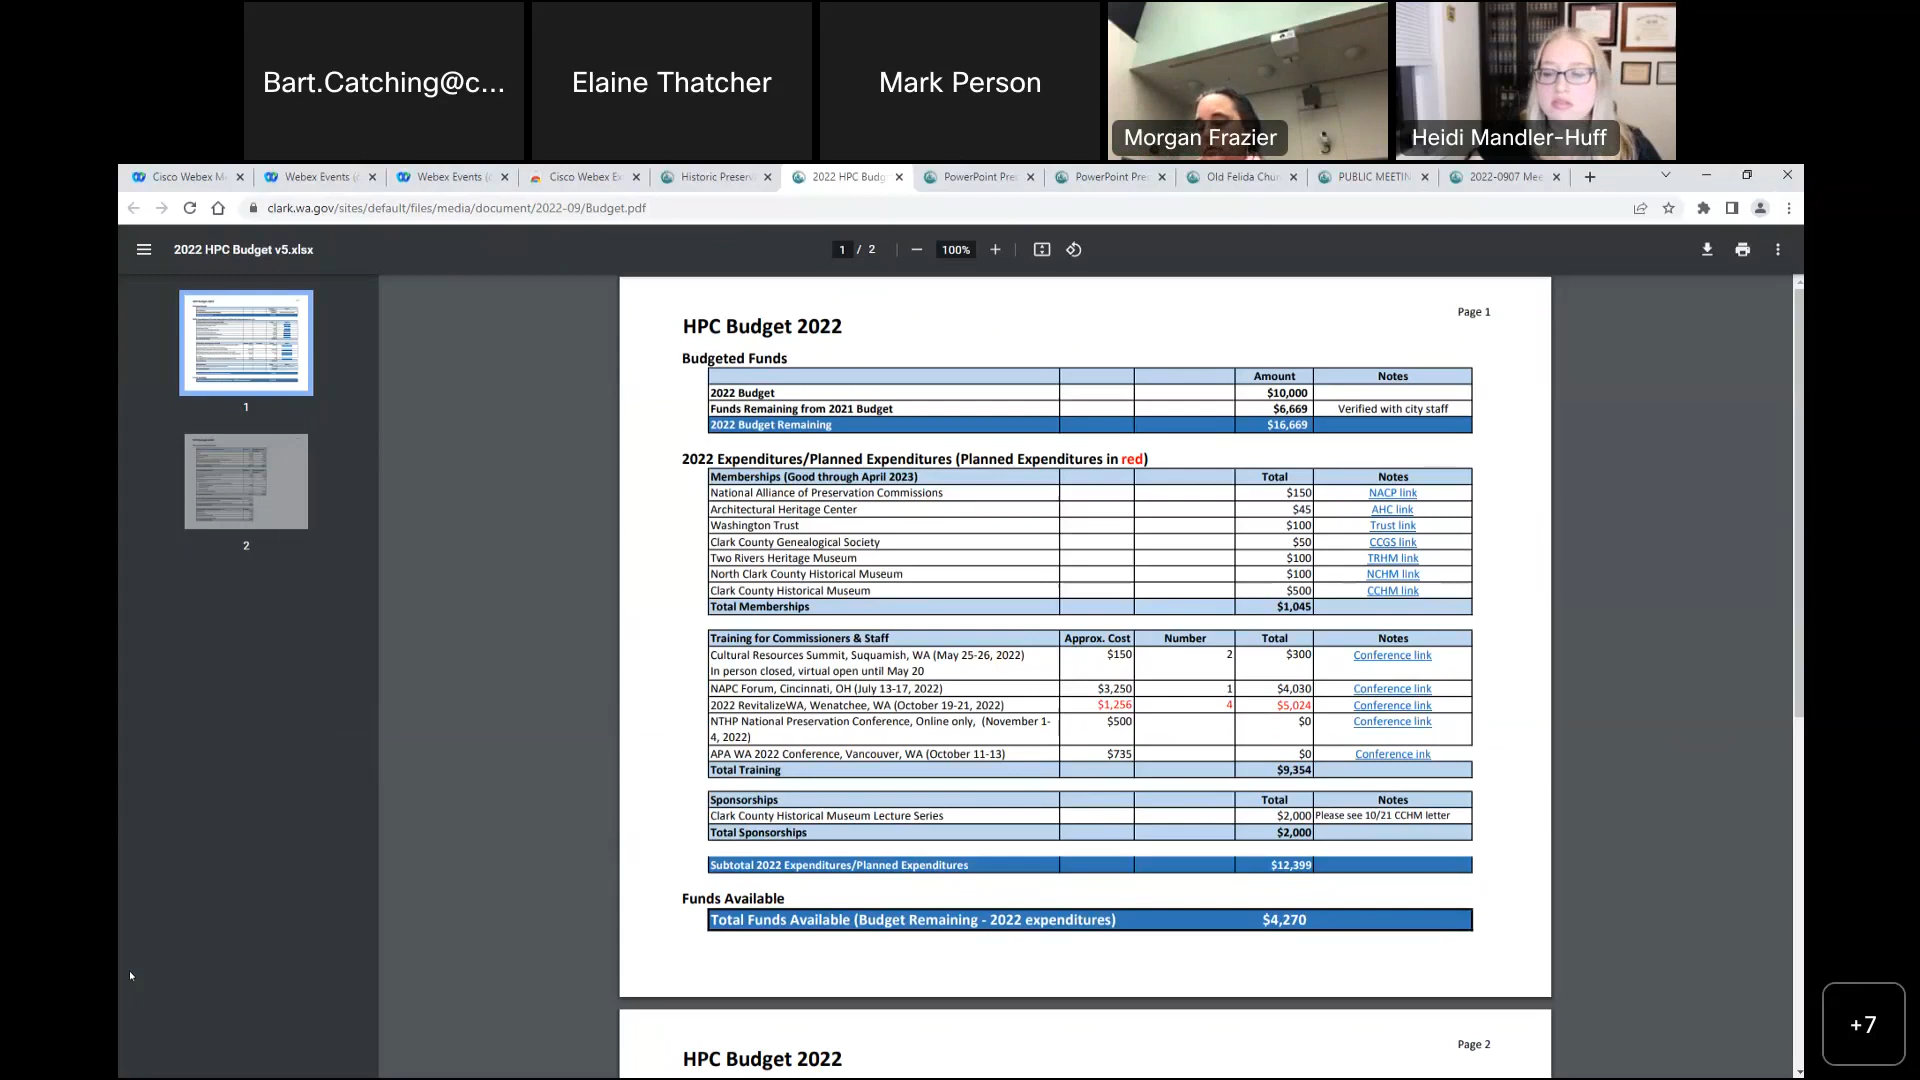 Bart.Catching@c...
Elaine Thatcher
Mark Person
Morgan Frazier
Heidi Mandler-Huff
Cisco Webex M
Webex Events (
Webex Events (
Cisco Webex Ev
Historic Preserv
2022 HPC Budg
PowerPoint Pre
PowerPoint Pre
Old Felida Chur
PUBLIC MEETIN
2022-0907 Mee
clark.wa.gov/sites/default/files/media/document/2022-09/Budget.pdf
2022 HPC Budget v5.xlsx
1 / 2
100%
1
2
Page 1
HPC Budget 2022
Budgeted Funds
Amount Notes
2022 Budget $10,000
Funds Remaining from 2021 Budget $6,669 Verified with city staff
2022 Budget Remaining $16,669
2022 Expenditures/Planned Expenditures (Planned Expenditures in red)
Memberships (Good through April 2023) Total Notes
National Alliance of Preservation Commissions $150 NACP link
Architectural Heritage Center $45 AHC link
Washington Trust $100 Trust link
Clark County Genealogical Society $50 CCGS link
Two Rivers Heritage Museum $100 TRHM link
North Clark County Historical Museum $100 NCHM link
Clark County Historical Museum $500 CCHM link
Total Memberships $1,045
Training for Commissioners & Staff Approx. Cost Number Total Notes
Cultural Resources Summit, Suquamish, WA (May 25-26, 2022) $150 2 $300 Conference link
In person closed, virtual open until May 20
NAPC Forum, Cincinnati, OH (July 13-17, 2022) $3,250 1 $4,030 Conference link
2022 RevitalizeWA, Wenatchee, WA (October 19-21, 2022) $1,256 4 $5,024 Conference link
NTHP National Preservation Conference, Online only, (November 1- $500 $0 Conference link
4, 2022)
APA WA 2022 Conference, Vancouver, WA (October 11-13) $735 $0 Conference ink
Total Training $9,354
Sponsorships Total Notes
Clark County Historical Museum Lecture Series $2,000 Please see 10/21 CCHM letter
Total Sponsorships $2,000
Subtotal 2022 Expenditures/Planned Expenditures $12,399
Funds Available
Total Funds Available (Budget Remaining - 2022 expenditures) $4,270
Page 2
HPC Budget 2022
+7